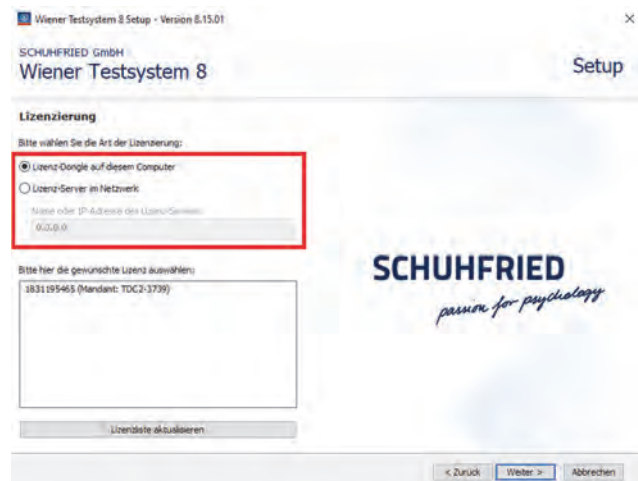 Wiener Testsystem 8 Setup - Version 8.15.01
SCHUHFRIED GmbH
Wiener Testsystem 8
Setup
Lizenzierung
Bitte wählen Sie die Art der Lizenzierung:
Lizenz-Dongle auf diesem Computer
Lizenz-Server im Netzwerk
Name oder IP-Adresse des Lizenz-Servers:
0.0.0.0
Bitte hier die gewünschte Lizenz auswählen:
1831195465 (Mandant: TDC2-3739)
SCHUHFRIED
passion for psychology
Lizenzliste aktualisieren
< Zurück
Weiter >
Abbrechen